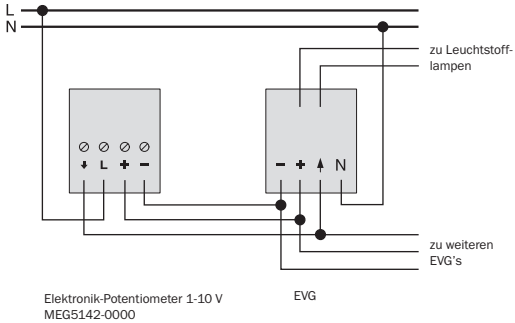 L
N
zu Leuchtstoff-
lampen
L + −
− + N
zu weiteren
EVG's
Elektronik-Potentiometer 1-10 V
MEG5142-0000
EVG